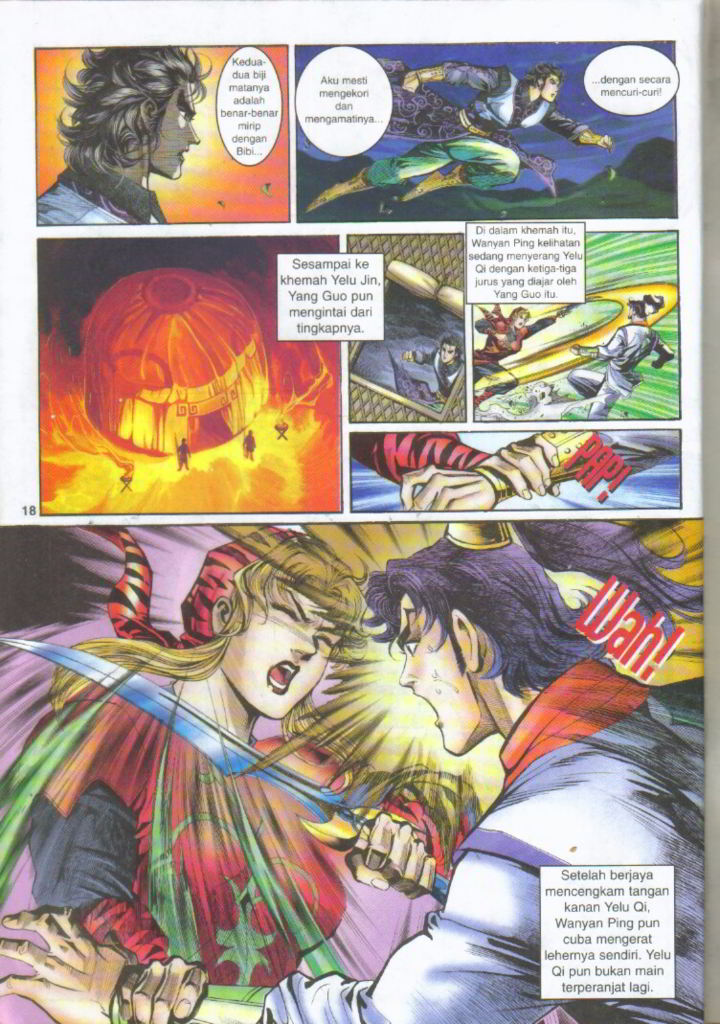 Kedua-
dua biji
matanya
adalah
benar-benar
mirip
dengan
Bibi...
Aku mesti
mengekori
dan
mengamatinya...
...dengan secara
mencuri-curi!
Sesampai ke
khemah Yelu Jin,
Yang Guo pun
mengintai dari
tingkapnya.
Di dalam khemah itu,
Wanyan Ping kelihatan
sedang menyerang Yelu
Qi dengan ketiga-tiga
jurus yang diajar oleh
Yang Guo itu.
PAP!
18
Wah!
Setelah berjaya
mencengkam tangan
kanan Yelu Qi,
Wanyan Ping pun
cuba mengerat
lehernya sendiri. Yelu
Qi pun bukan main
terperanjat lagi.